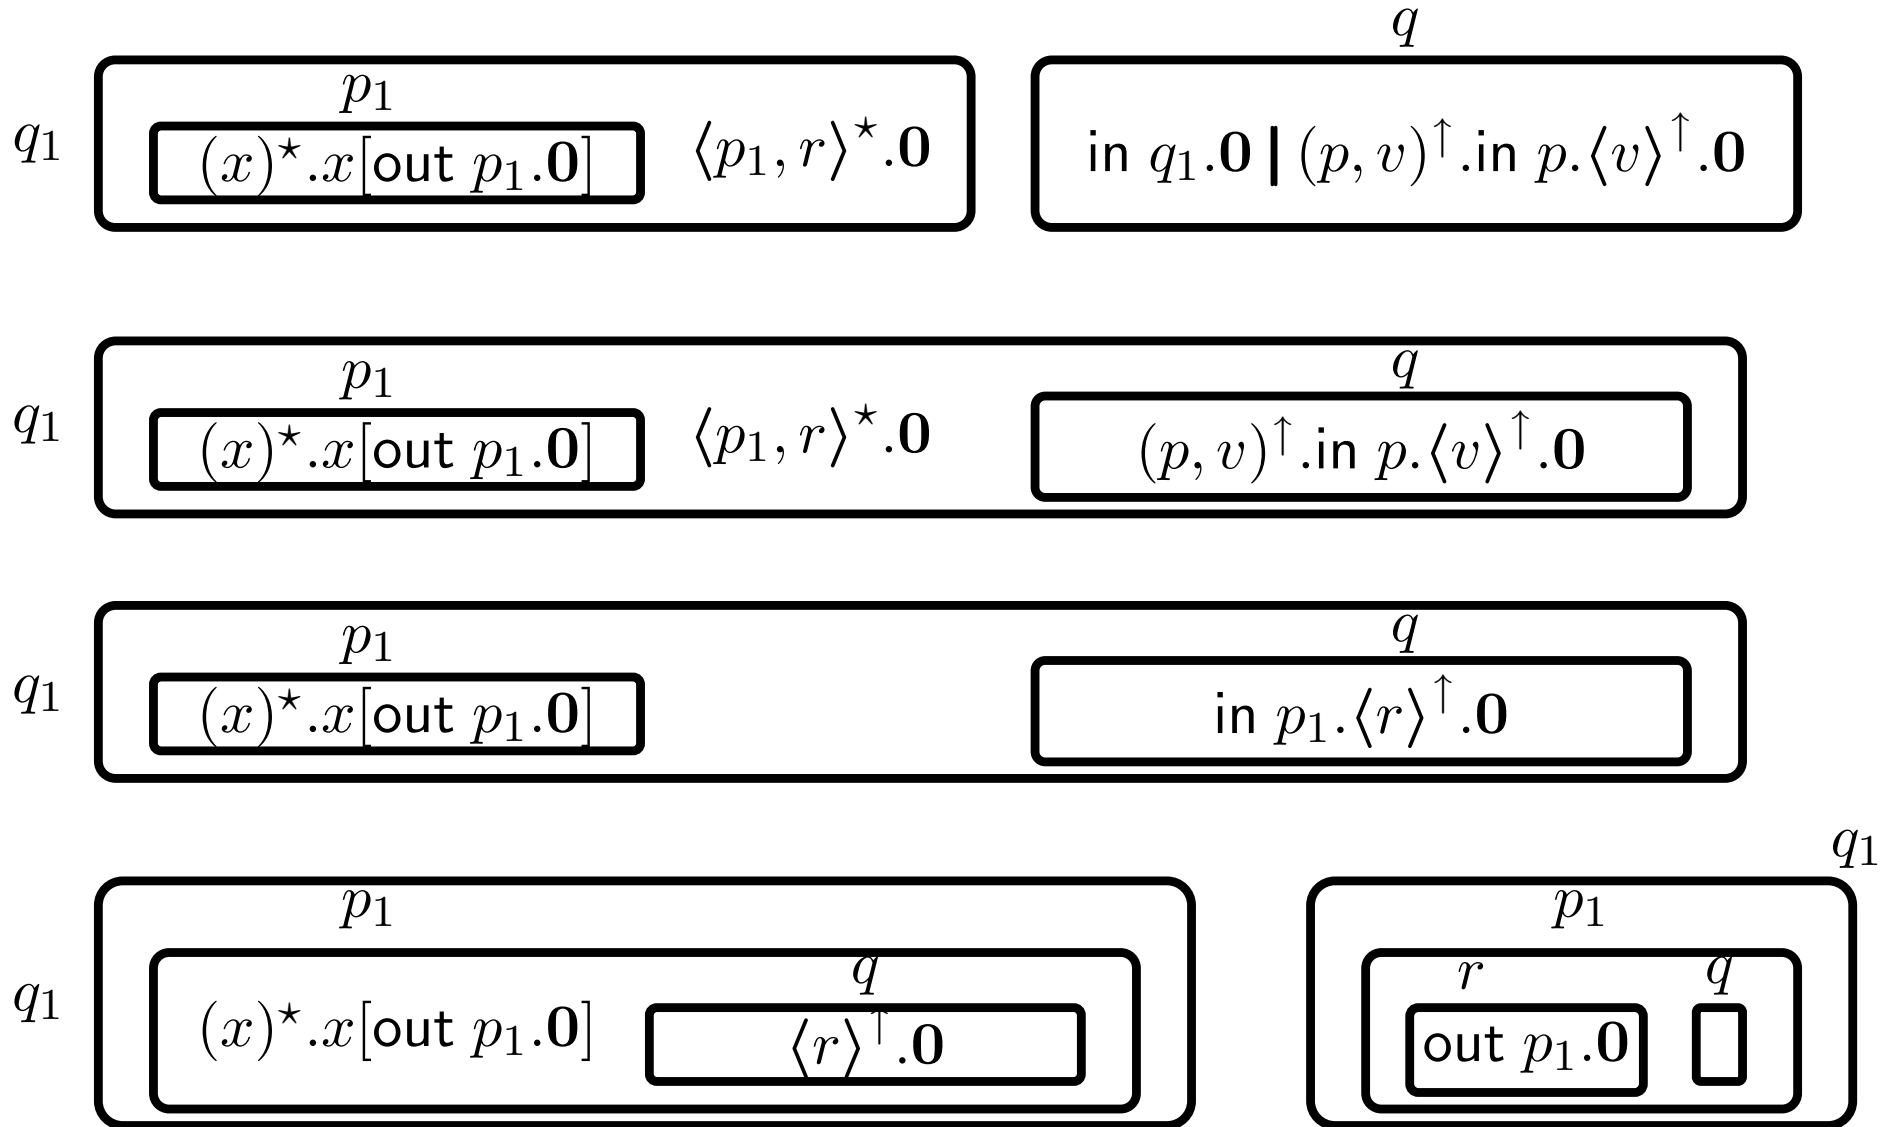 q
p₁
q₁ (x)⋆.x[out p₁.0] ⟨p₁, r⟩⋆.0 in q₁.0 | (p, v)↑.in p.⟨v⟩↑.0
p₁ q
q₁ (x)⋆.x[out p₁.0] ⟨p₁, r⟩⋆.0 (p, v)↑.in p.⟨v⟩↑.0
p₁ q
q₁ (x)⋆.x[out p₁.0] in p₁.⟨r⟩↑.0
q₁
p₁ p₁
q r q
q₁ (x)⋆.x[out p₁.0] ⟨r⟩↑.0 out p₁.0